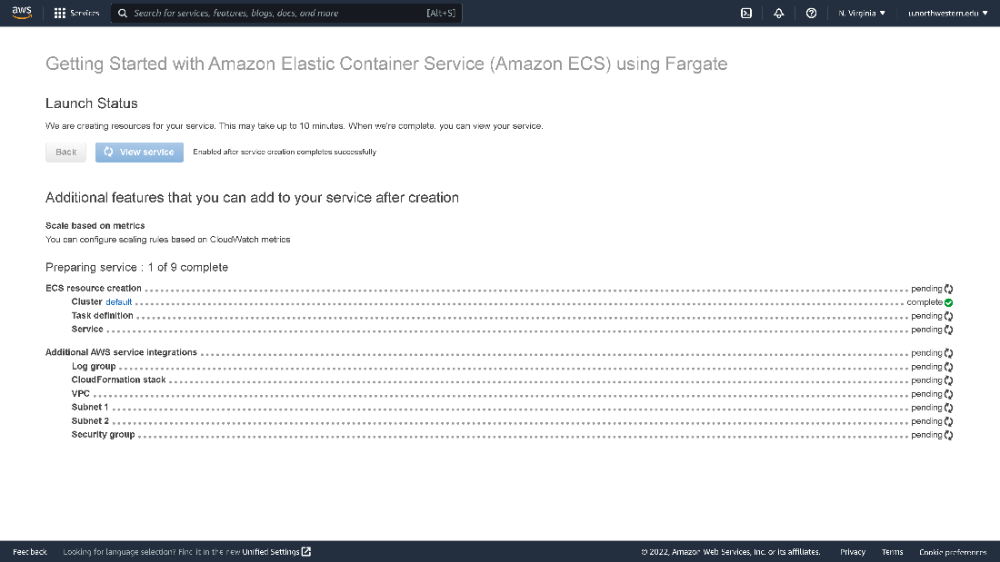 aws
Services
Search for services, features, blogs, docs, and more
[Alt+S]
N. Virginia
u.northwestern.edu
Getting Started with Amazon Elastic Container Service (Amazon ECS) using Fargate
Launch Status
We are creating resources for your service. This may take up to 10 minutes. When we're complete, you can view your service.
Back
View service
Enabled after service creation completes successfully
Additional features that you can add to your service after creation
Scale based on metrics
You can configure scaling rules based on CloudWatch metrics
Preparing service : 1 of 9 complete
ECS resource creation pending
Cluster default complete
Task definition pending
Service pending
Additional AWS service integrations pending
Log group pending
CloudFormation stack pending
VPC pending
Subnet 1 pending
Subnet 2 pending
Security group pending
Feedback
Looking for language selection? Find it in the new Unified Settings
© 2022, Amazon Web Services, Inc. or its affiliates.
Privacy
Terms
Cookie preferences